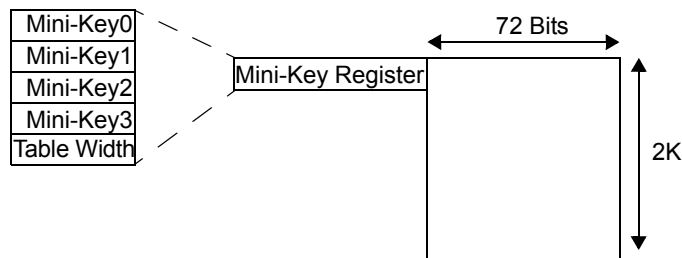 Mini-Key0
Mini-Key1
Mini-Key2
Mini-Key3
Table Width
Mini-Key Register
72 Bits
2K